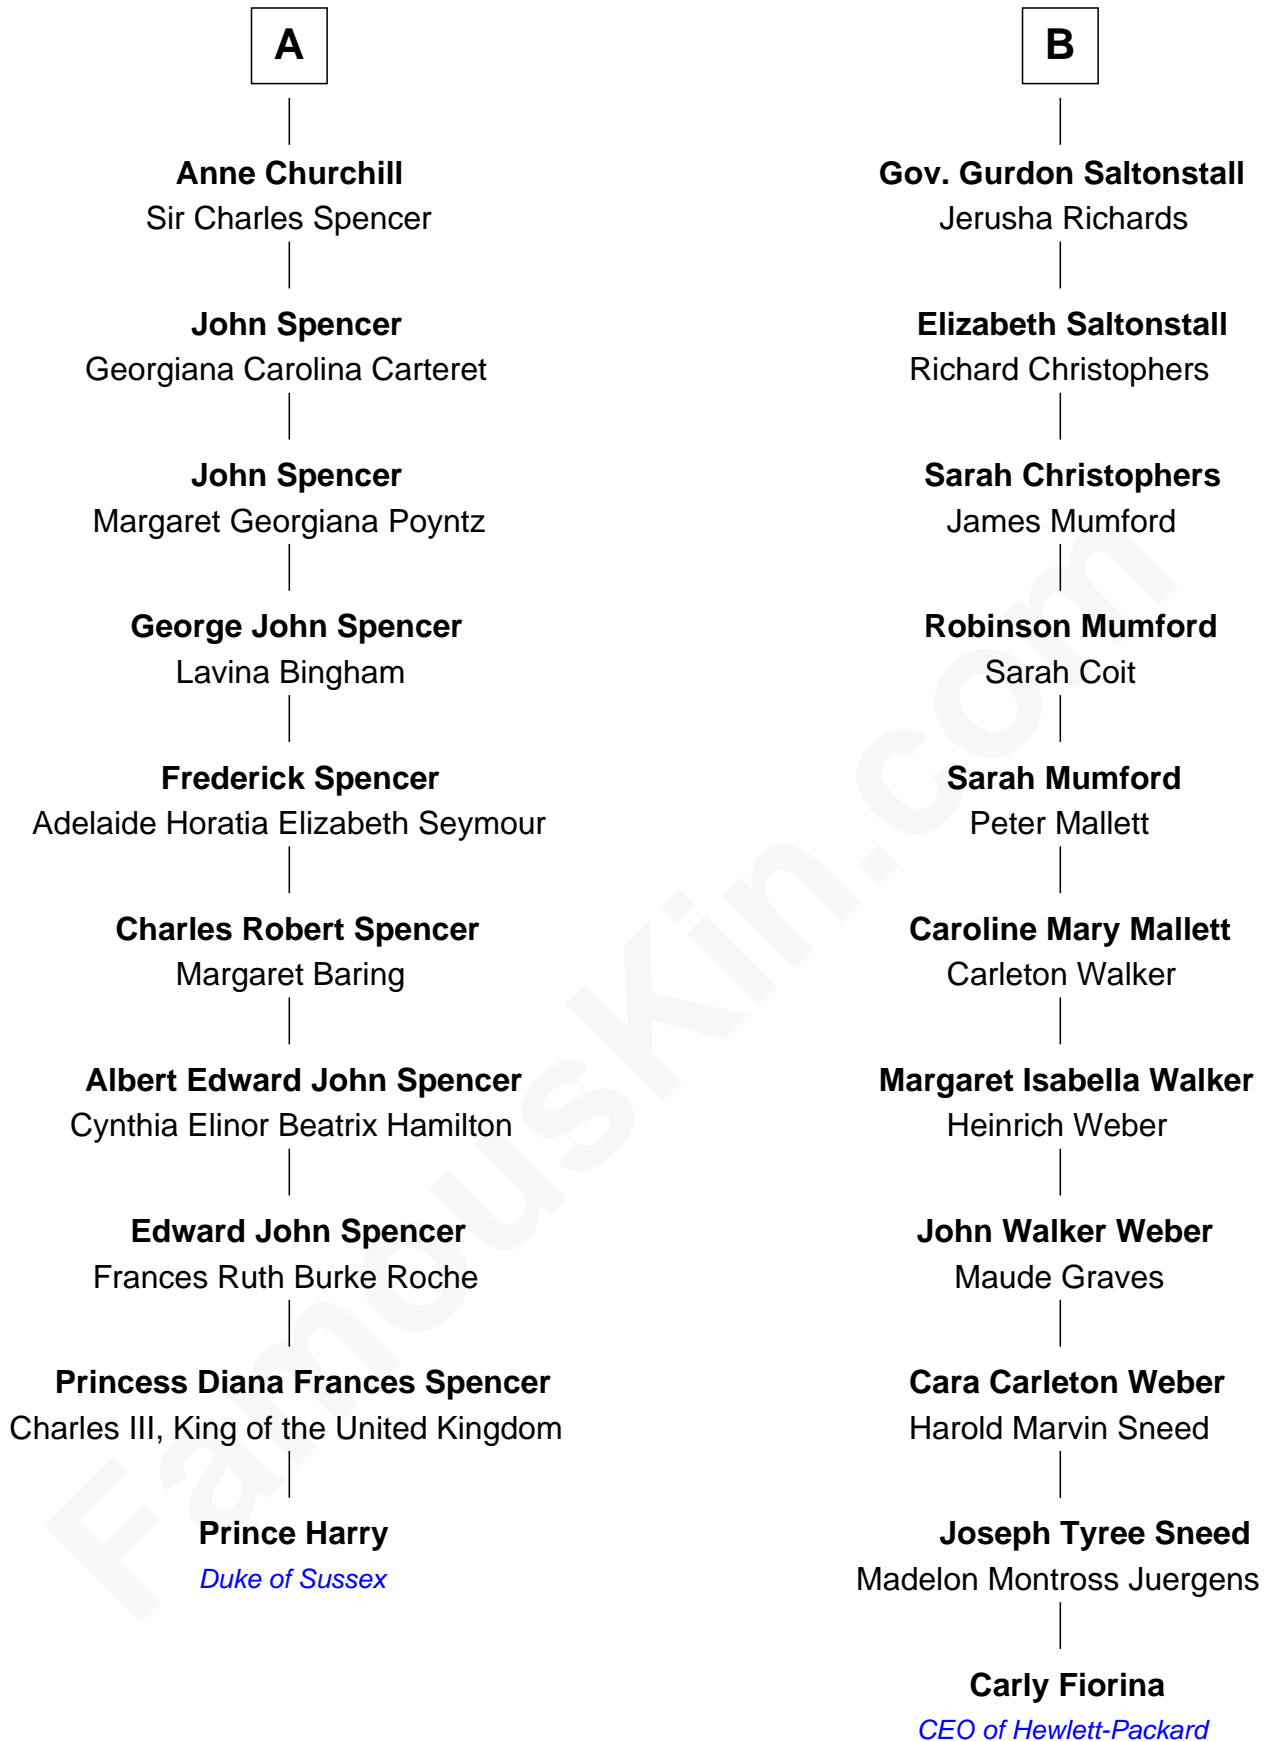 A
Anne Churchill
Sir Charles Spencer
John Spencer
Georgiana Carolina Carteret
John Spencer
Margaret Georgiana Poyntz
George John Spencer
Lavina Bingham
Frederick Spencer
Adelaide Horatia Elizabeth Seymour
Charles Robert Spencer
Margaret Baring
Albert Edward John Spencer
Cynthia Elinor Beatrix Hamilton
Edward John Spencer
Frances Ruth Burke Roche
Princess Diana Frances Spencer
Charles III, King of the United Kingdom
Prince Harry
Duke of Sussex
B
Gov. Gurdon Saltonstall
Jerusha Richards
Elizabeth Saltonstall
Richard Christophers
Sarah Christophers
James Mumford
Robinson Mumford
Sarah Coit
Sarah Mumford
Peter Mallett
Caroline Mary Mallett
Carleton Walker
Margaret Isabella Walker
Heinrich Weber
John Walker Weber
Maude Graves
Cara Carleton Weber
Harold Marvin Sneed
Joseph Tyree Sneed
Madelon Montross Juergens
Carly Fiorina
CEO of Hewlett-Packard
FamousKin.com